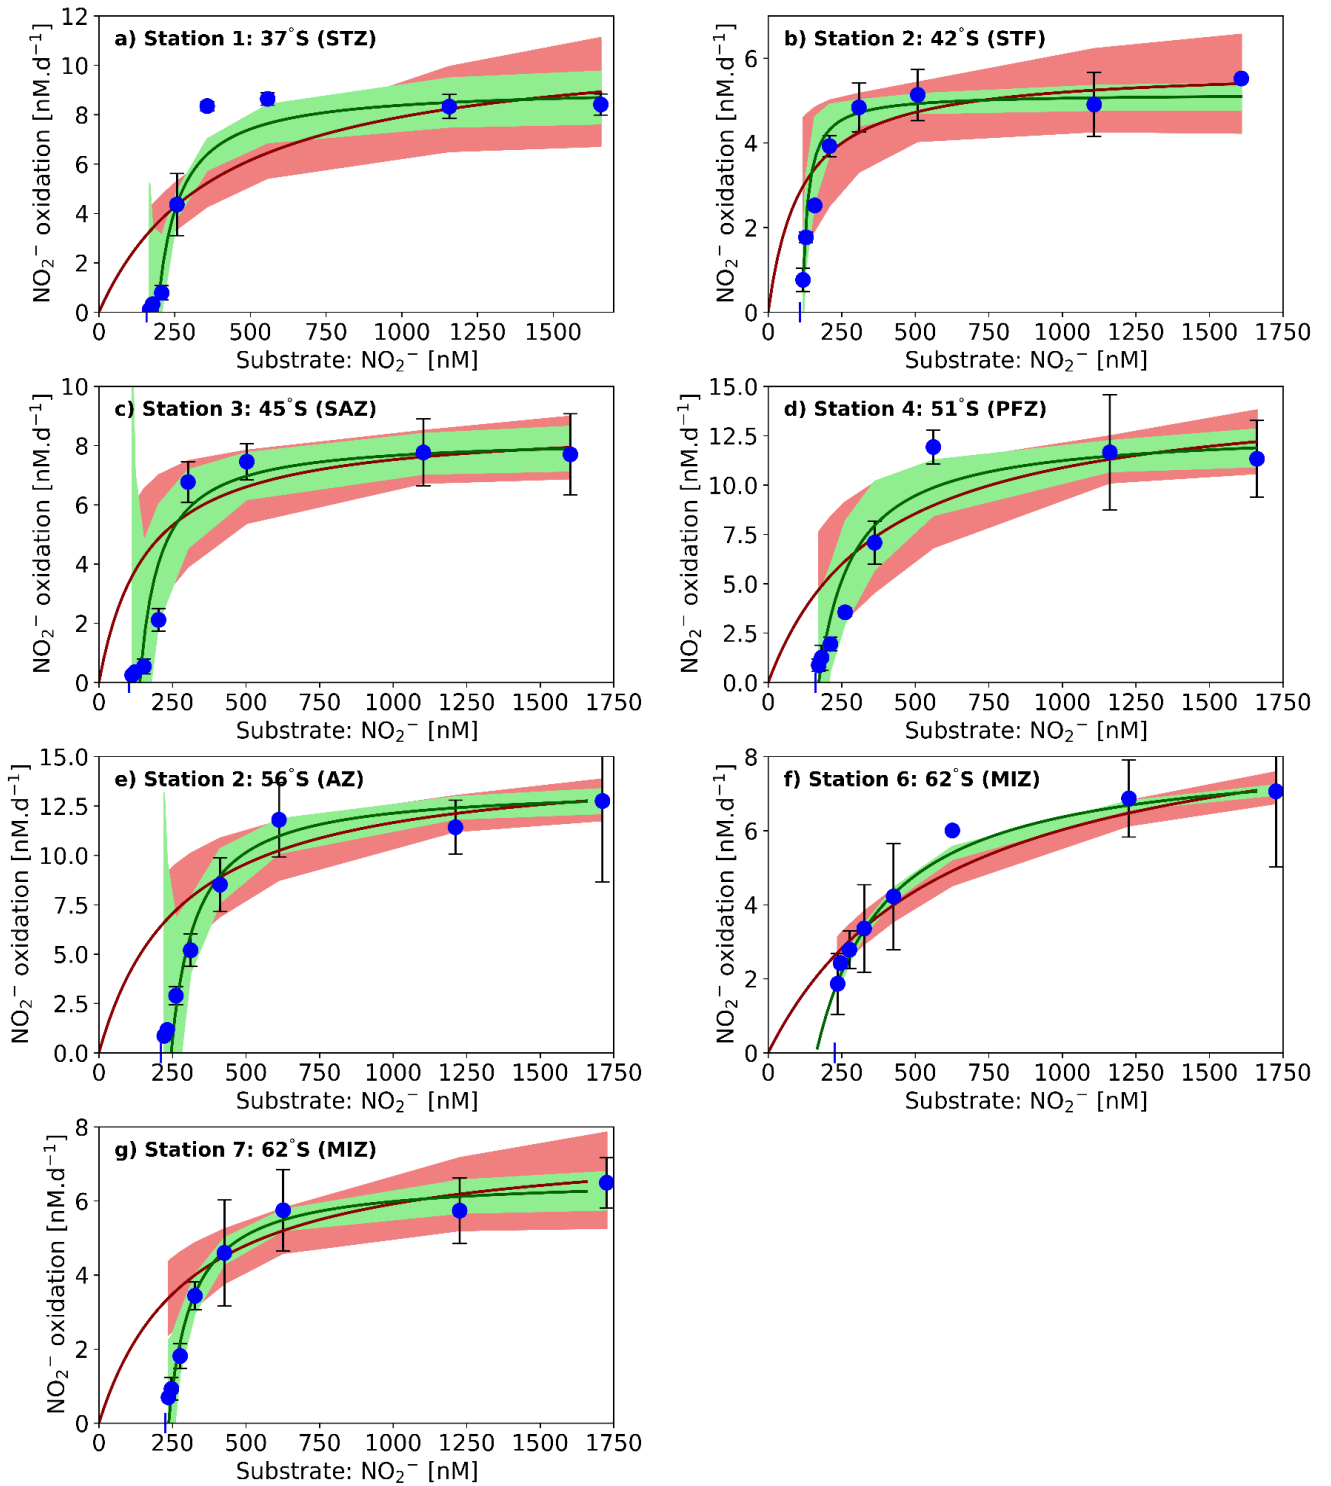 a) Station 1: 37°S (STZ)
12
10
8
6
4
2
0
NO₂⁻ oxidation [nM.d⁻¹]
0 250 500 750 1000 1250 1500
Substrate: NO₂⁻ [nM]
b) Station 2: 42°S (STF)
6
4
2
0
NO₂⁻ oxidation [nM.d⁻¹]
0 250 500 750 1000 1250 1500 1750
Substrate: NO₂⁻ [nM]
c) Station 3: 45°S (SAZ)
10
8
6
4
2
0
NO₂⁻ oxidation [nM.d⁻¹]
0 250 500 750 1000 1250 1500 1750
Substrate: NO₂⁻ [nM]
d) Station 4: 51°S (PFZ)
15.0
12.5
10.0
7.5
5.0
2.5
0.0
NO₂⁻ oxidation [nM.d⁻¹]
0 250 500 750 1000 1250 1500 1750
Substrate: NO₂⁻ [nM]
e) Station 2: 56°S (AZ)
15.0
12.5
10.0
7.5
5.0
2.5
0.0
NO₂⁻ oxidation [nM.d⁻¹]
0 250 500 750 1000 1250 1500 1750
Substrate: NO₂⁻ [nM]
f) Station 6: 62°S (MIZ)
8
6
4
2
0
NO₂⁻ oxidation [nM.d⁻¹]
0 250 500 750 1000 1250 1500 1750
Substrate: NO₂⁻ [nM]
g) Station 7: 62°S (MIZ)
8
6
4
2
0
NO₂⁻ oxidation [nM.d⁻¹]
0 250 500 750 1000 1250 1500 1750
Substrate: NO₂⁻ [nM]